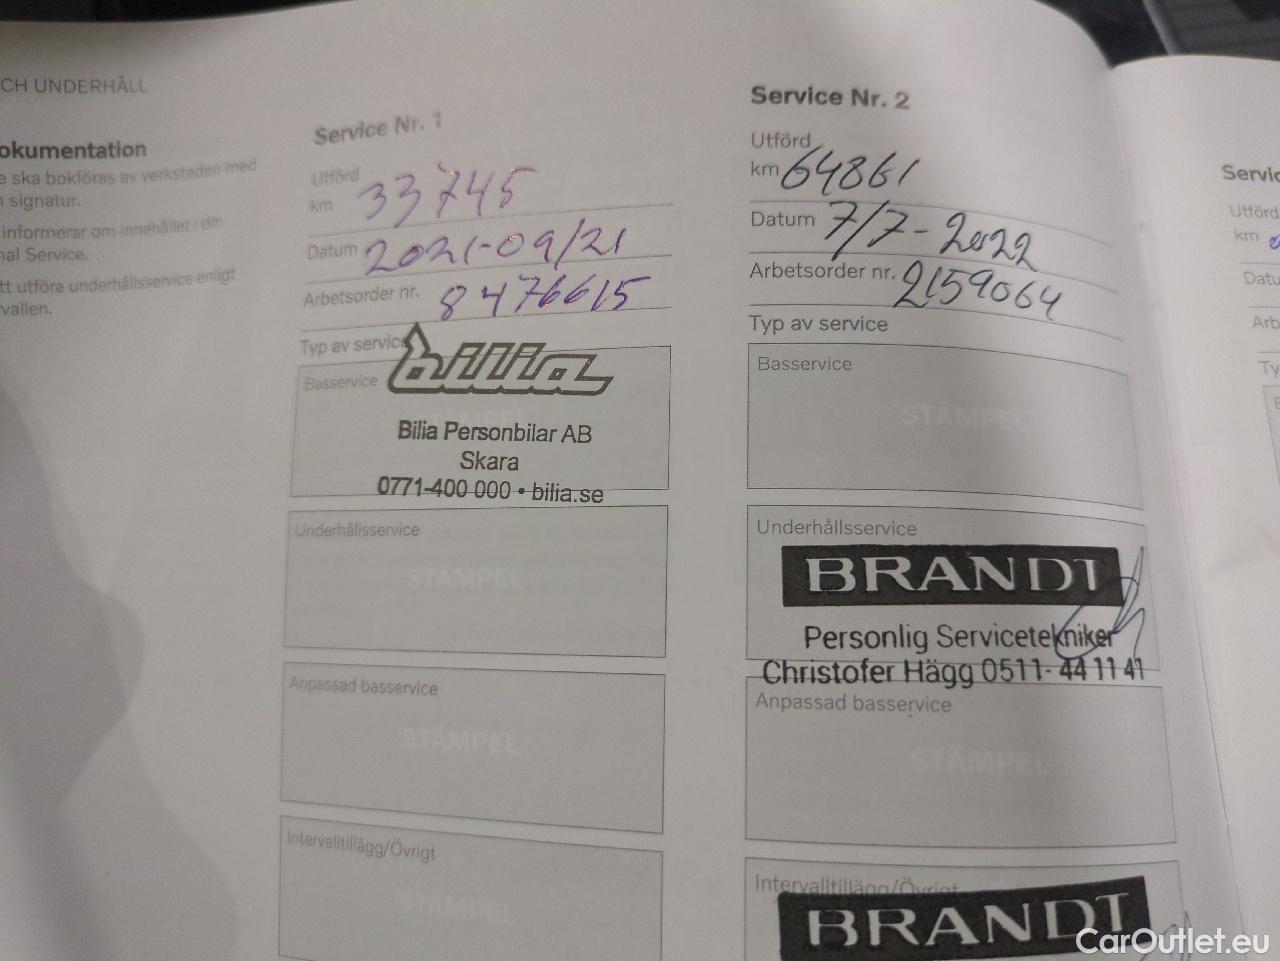 CH UNDERHÅLL
okumentation
e ska bokföras av verkstaden med
signatur.
informerar om innehållet i din
nal Service.
tt utföra underhållsservice enligt
rvallen.
Service Nr. 1
Utförd
km 33745
Datum 2021-09/21
Arbetsorder nr. 8476615
Typ av service
Basservice
bilia
STÄMPEL
Bilia Personbilar AB
Skara
0771-400 000 • bilia.se
Underhållsservice
STÄMPEL
Anpassad basservice
STÄMPEL
Intervalltillägg/Övrigt
STÄMPEL
Service Nr. 2
Utförd
km 64861
Datum 7/7-2022
Arbetsorder nr. 2159064
Typ av service
Basservice
STÄMPEL
Underhållsservice
BRANDT
Personlig Servicetekniker
Christofer Hägg 0511-44 11 41
Anpassad basservice
STÄMPEL
Intervalltillägg/Övrigt
BRANDT
Servic
Utförd
km
Datu
Arb
Ty
CarOutlet.eu